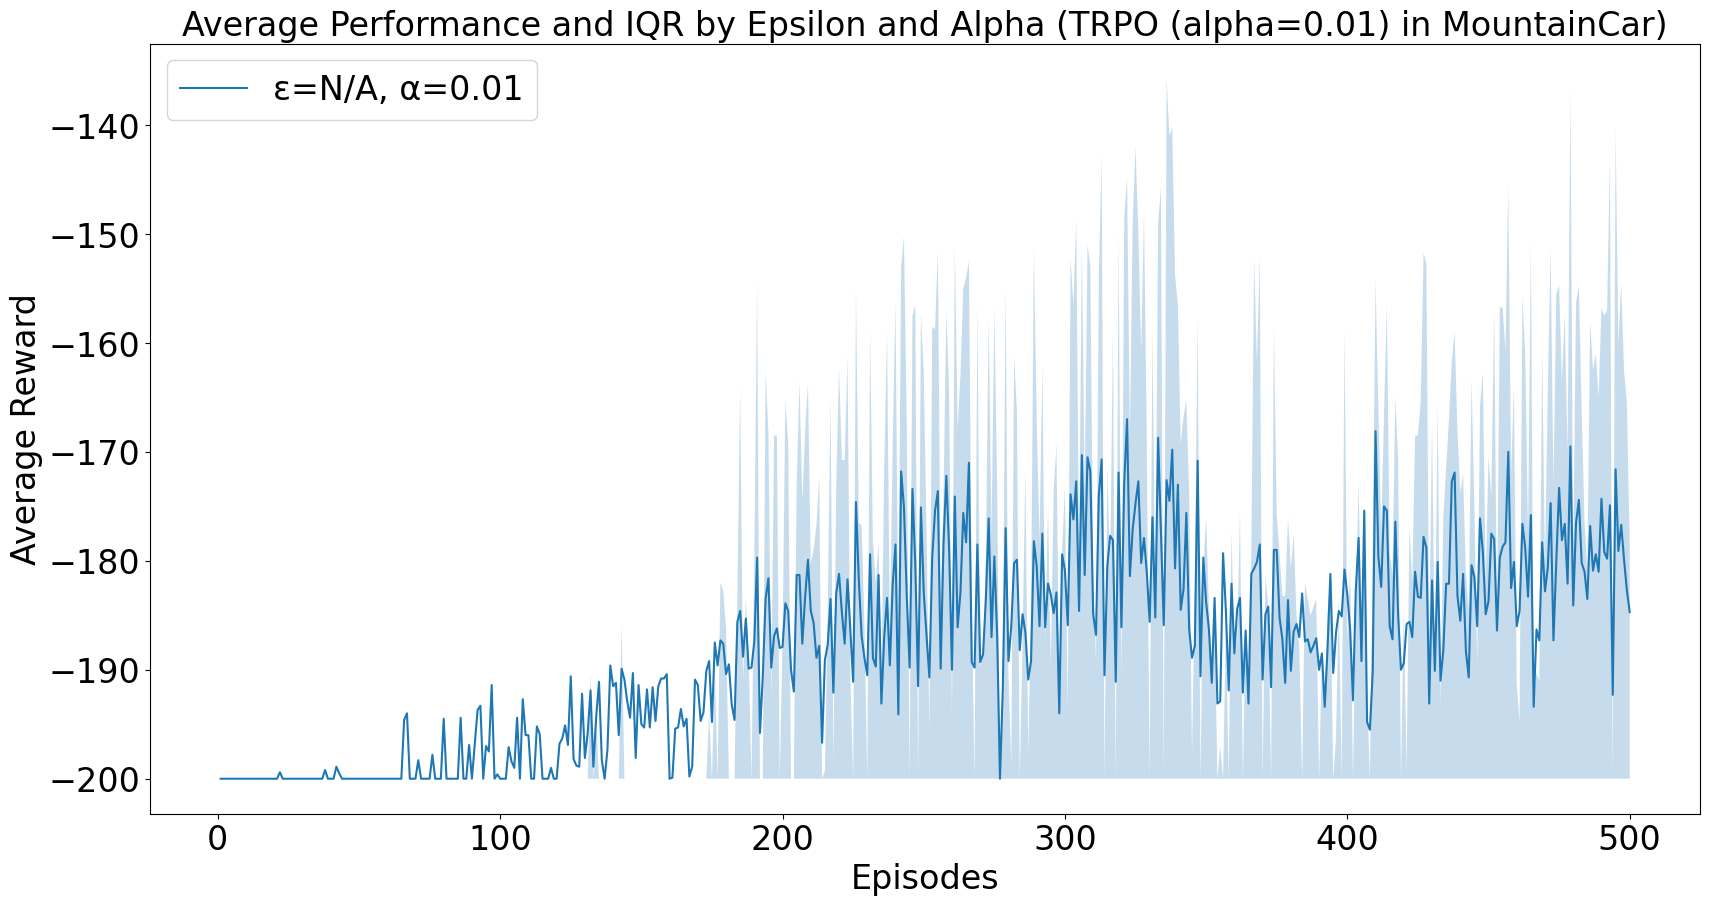 Average Performance and IQR by Epsilon and Alpha (TRPO (alpha=0.01) in MountainCar)
ε=N/A, α=0.01
Average Reward
−140
−150
−160
−170
−180
−190
−200
0 100 200 300 400 500
Episodes